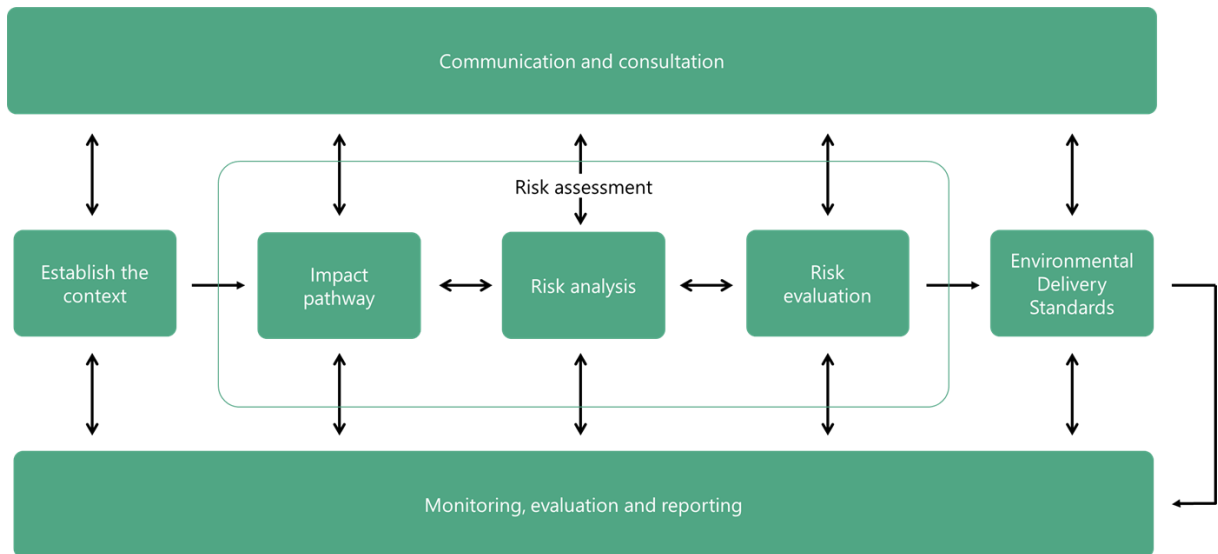 Communication and consultation
Risk assessment
Establish the
context
Impact
pathway
Risk analysis
Risk
evaluation
Environmental
Delivery
Standards
Monitoring, evaluation and reporting